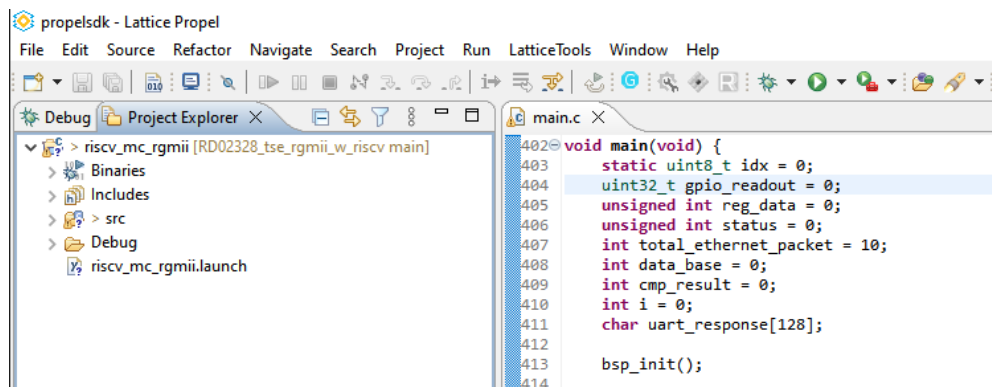 propelsdk - Lattice Propel
File Edit Source Refactor Navigate Search Project Run LatticeTools Window Help
Debug Project Explorer
riscv_mc_rgmii [RD02328_tse_rgmii_w_riscv main]
Binaries
Includes
> src
Debug
riscv_mc_rgmii.launch
main.c
402 void main(void) {
403 static uint8_t idx = 0;
404 uint32_t gpio_readout = 0;
405 unsigned int reg_data = 0;
406 unsigned int status = 0;
407 int total_ethernet_packet = 10;
408 int data_base = 0;
409 int cmp_result = 0;
410 int i = 0;
411 char uart_response[128];
412
413 bsp_init();
414